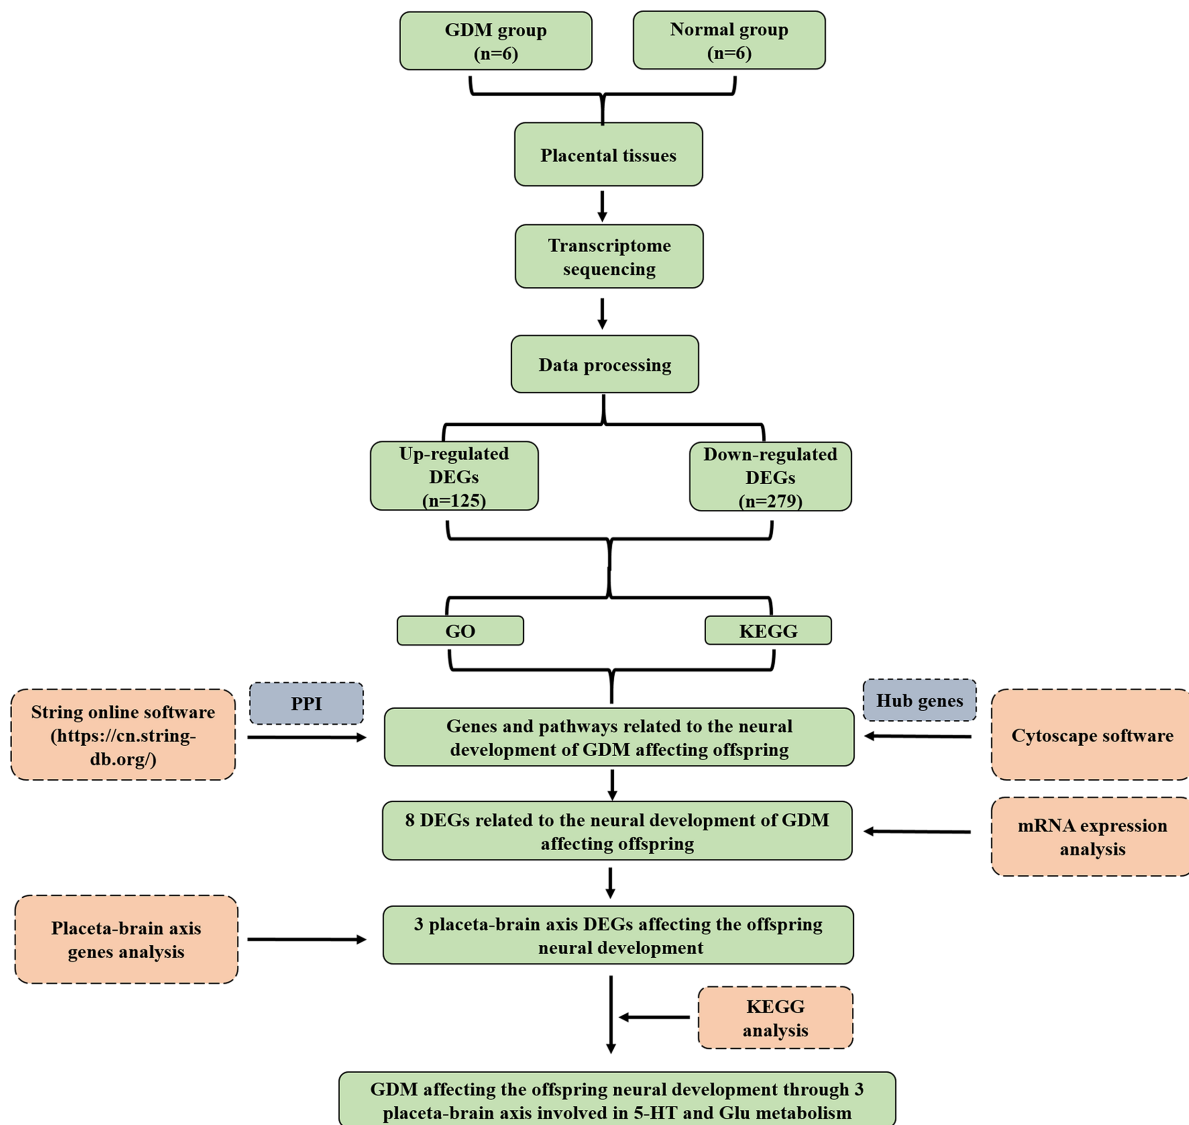 GDM group
(n=6)
Normal group
(n=6)
Placental tissues
Transcriptome
sequencing
Data processing
Up-regulated
DEGs
(n=125)
Down-regulated
DEGs
(n=279)
GO
KEGG
String online software
(https://cn.string-
db.org/)
PPI
Genes and pathways related to the neural
development of GDM affecting offspring
Hub genes
Cytoscape software
8 DEGs related to the neural development of GDM
affecting offspring
mRNA expression
analysis
Placeta-brain axis
genes analysis
3 placeta-brain axis DEGs affecting the offspring
neural development
KEGG
analysis
GDM affecting the offspring neural development through 3
placeta-brain axis involved in 5-HT and Glu metabolism